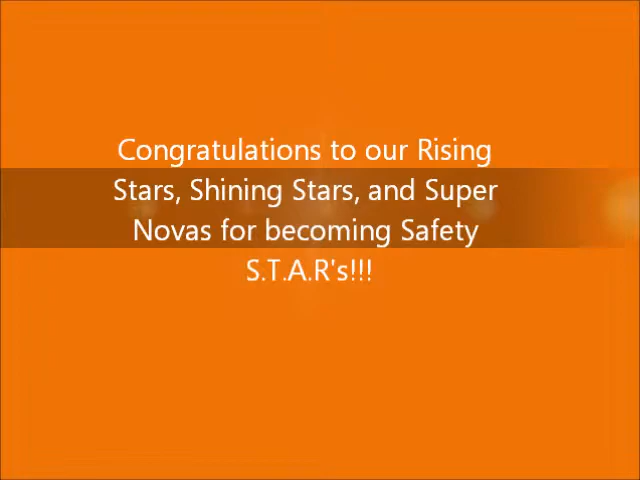 Congratulations to our Rising
Stars, Shining Stars, and Super
Novas for becoming Safety
S.T.A.R's!!!